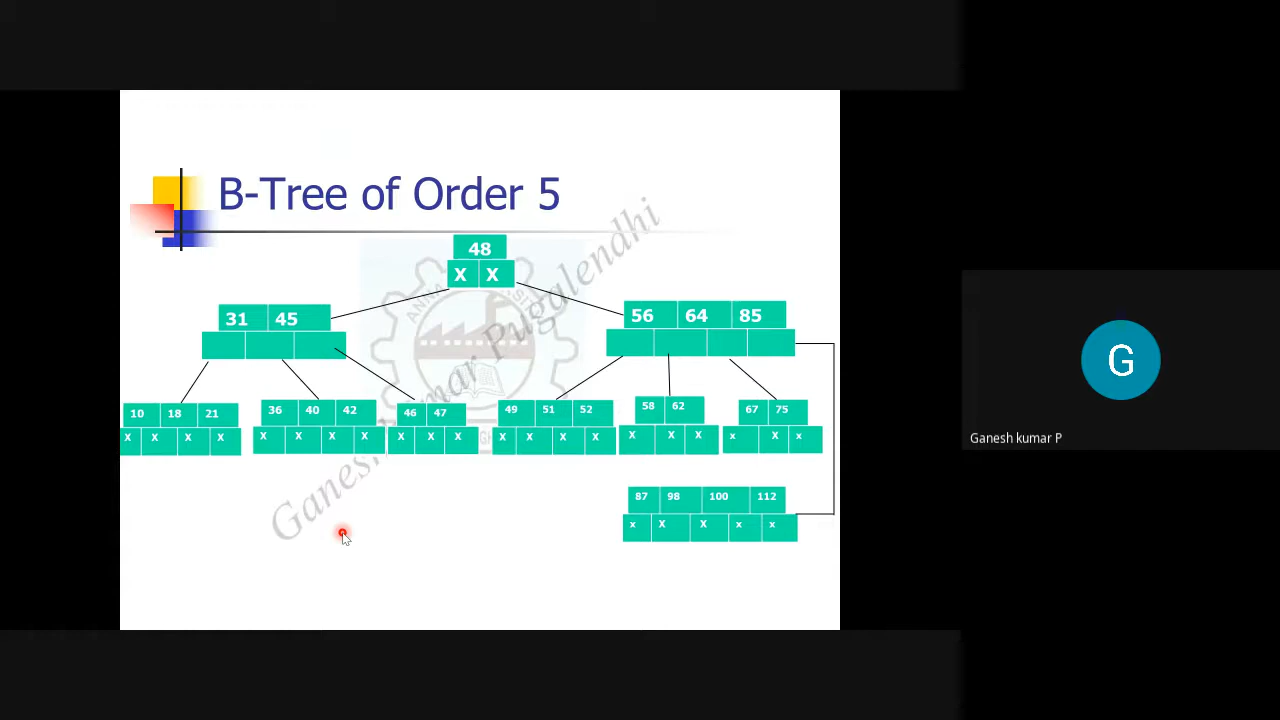 B-Tree of Order 5
48
X X
31 45
56 64 85
10 18 21
36 40 42
46 47
49 51 52
58 62
67 75
X X X X
X X X X
X X X
X X X X
X X X
x X x
87 98 100 112
x X X x x
Ganesh Kumar Pugalendhi
G
Ganesh kumar P